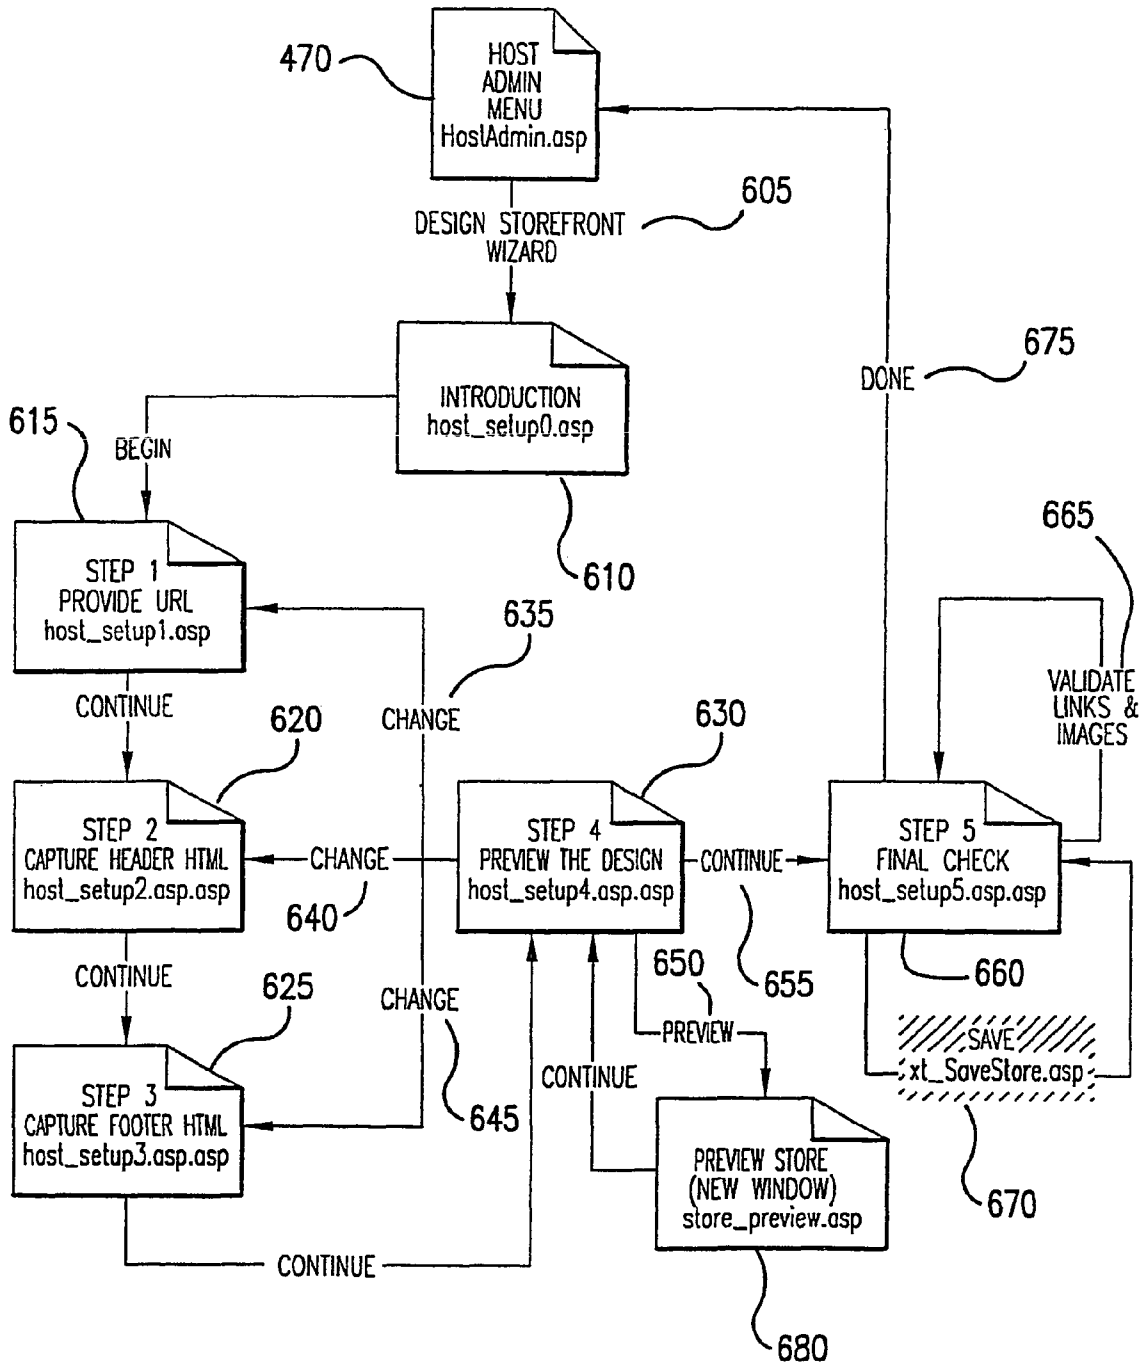 470
HOST
ADMIN
MENU
HostAdmin.asp
605
DESIGN STOREFRONT
WIZARD
675
DONE
INTRODUCTION
host_setup0.asp
615
BEGIN
610
665
STEP 1
PROVIDE URL
host_setup1.asp
635
VALIDATE
LINKS &
IMAGES
CONTINUE
CHANGE
620
630
STEP 2
CAPTURE HEADER HTML
host_setup2.asp.asp
CHANGE
640
STEP 4
PREVIEW THE DESIGN
host_setup4.asp.asp
CONTINUE
655
STEP 5
FINAL CHECK
host_setup5.asp.asp
660
CONTINUE
625
CHANGE
645
650
PREVIEW
SAVE
xt_SaveStore.asp
670
STEP 3
CAPTURE FOOTER HTML
host_setup3.asp.asp
CONTINUE
PREVIEW STORE
(NEW WINDOW)
store_preview.asp
CONTINUE
680